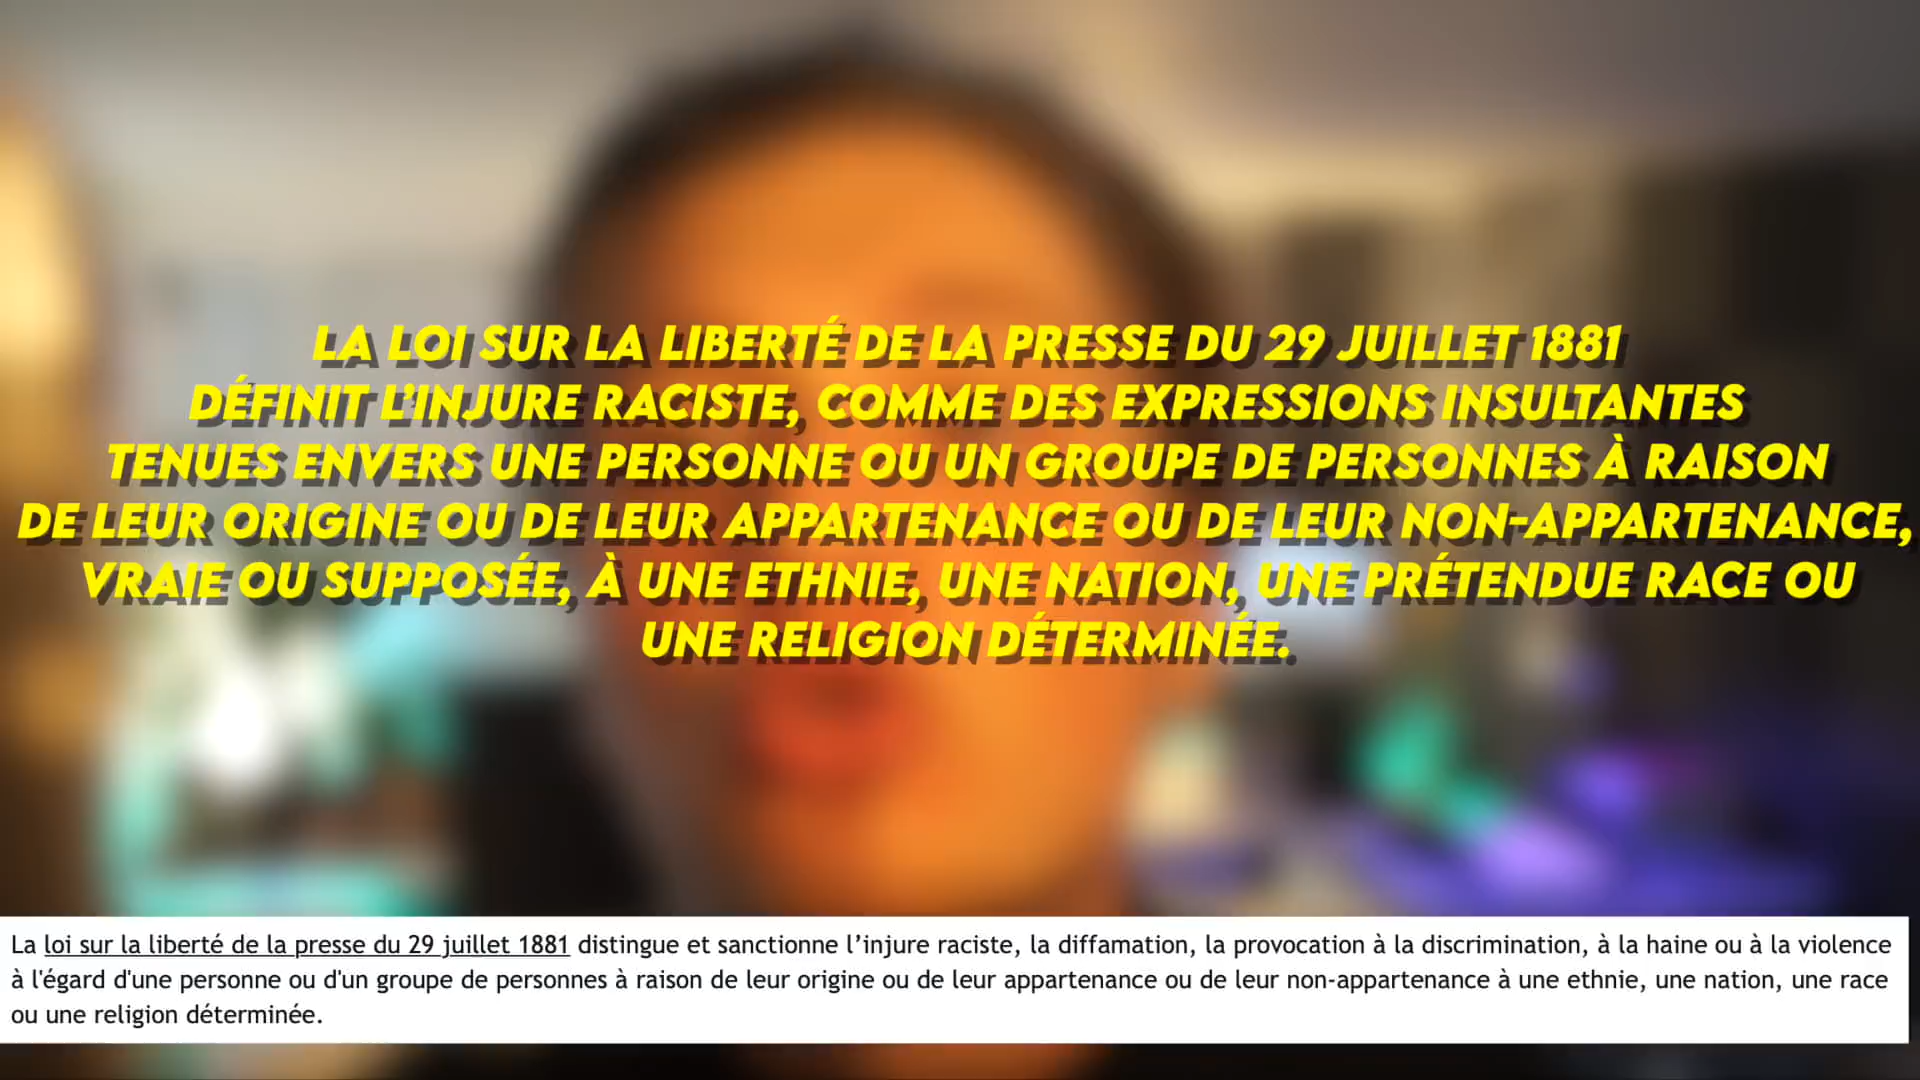 LA LOI SUR LA LIBERTÉ DE LA PRESSE DU 29 JUILLET 1881
DÉFINIT L'INJURE RACISTE, COMME DES EXPRESSIONS INSULTANTES
TENUES ENVERS UNE PERSONNE OU UN GROUPE DE PERSONNES À RAISON
DE LEUR ORIGINE OU DE LEUR APPARTENANCE OU DE LEUR NON-APPARTENANCE,
VRAIE OU SUPPOSÉE, À UNE ETHNIE, UNE NATION, UNE PRÉTENDUE RACE OU
UNE RELIGION DÉTERMINÉE.
La loi sur la liberté de la presse du 29 juillet 1881 distingue et sanctionne l’injure raciste, la diffamation, la provocation à la discrimination, à la haine ou à la violence
à l'égard d'une personne ou d'un groupe de personnes à raison de leur origine ou de leur appartenance ou de leur non-appartenance à une ethnie, une nation, une race
ou une religion déterminée.